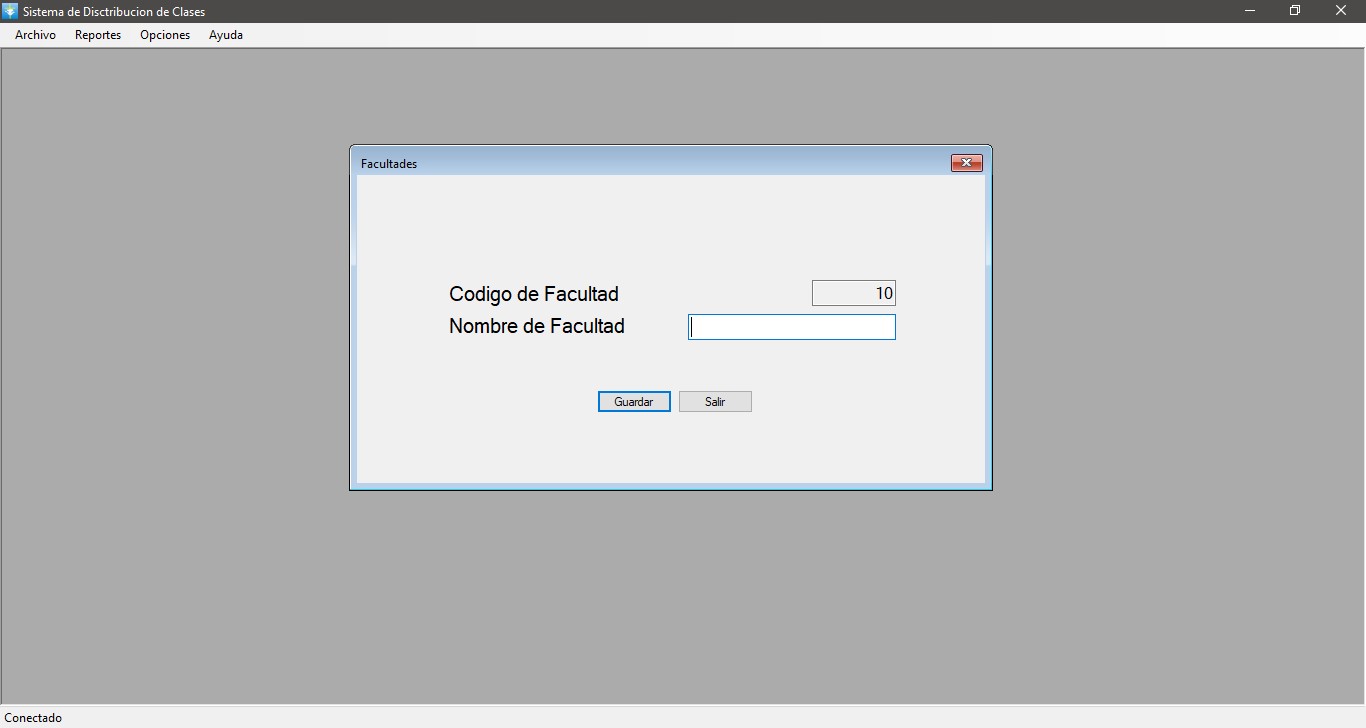 Sistema de Disctribucion de Clases
Archivo Reportes Opciones Ayuda
Facultades
Codigo de Facultad 10
Nombre de Facultad
Guardar Salir
Conectado